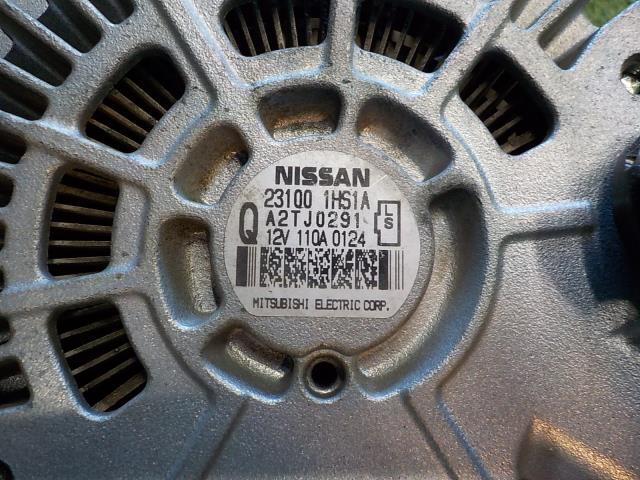 NISSAN
23100 1HS1A
Q A2TJ0291 L S
12V 110A 0124
MITSUBISHI ELECTRIC CORP.